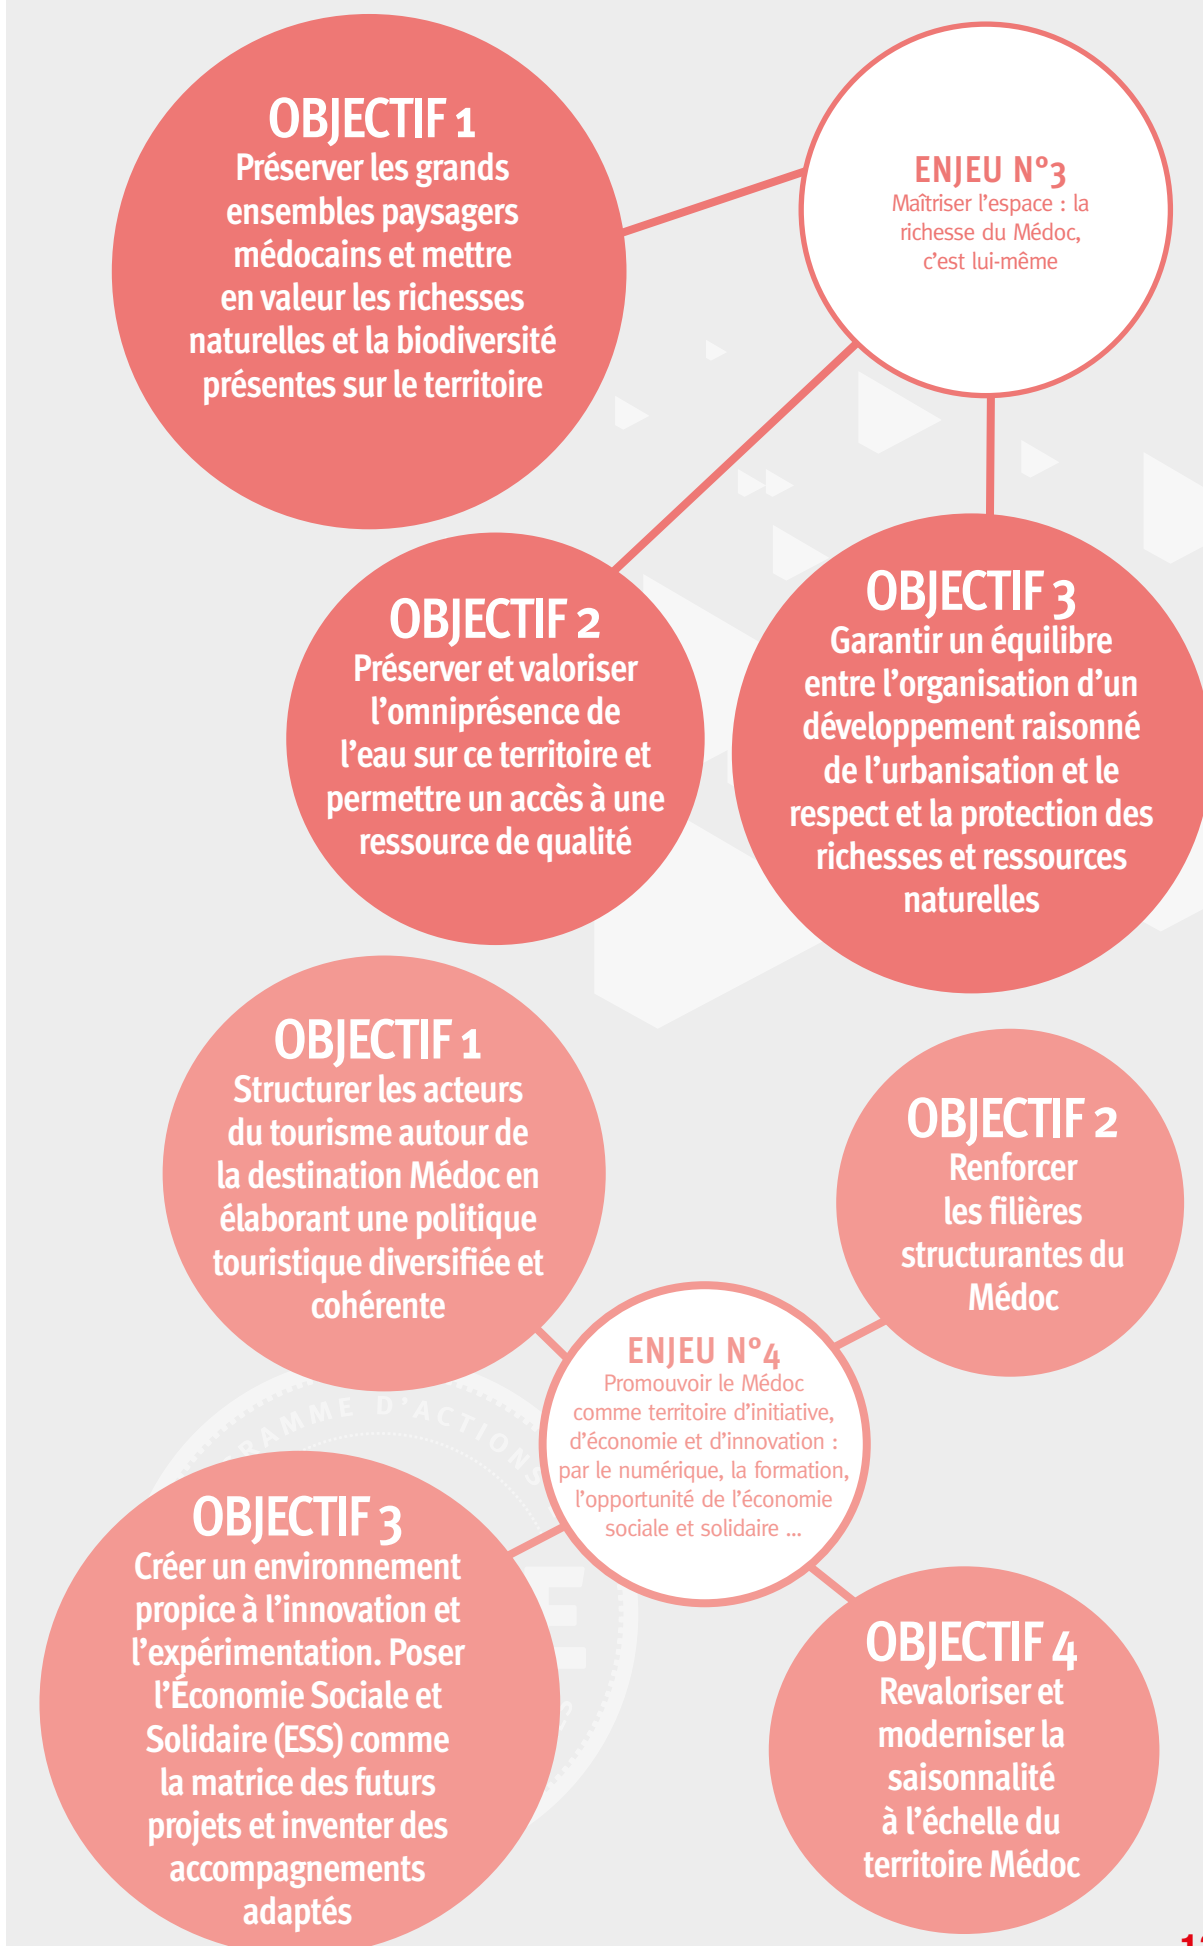 OBJECTIF 1
Préserver les grands
ensembles paysagers
médocains et mettre
en valeur les richesses
naturelles et la biodiversité
présentes sur le territoire
ENJEU N°3
Maîtriser l’espace : la
richesse du Médoc,
c’est lui-même
OBJECTIF 2
Préserver et valoriser
l’omniprésence de
l’eau sur ce territoire et
permettre un accès à une
ressource de qualité
OBJECTIF 3
Garantir un équilibre
entre l’organisation d’un
développement raisonné
de l’urbanisation et le
respect et la protection des
richesses et ressources
naturelles
OBJECTIF 1
Structurer les acteurs
du tourisme autour de
la destination Médoc en
élaborant une politique
touristique diversifiée et
cohérente
OBJECTIF 2
Renforcer
les filières
structurantes du
Médoc
ENJEU N°4
Promouvoir le Médoc
comme territoire d’initiative,
d’économie et d’innovation :
par le numérique, la formation,
l’opportunité de l’économie
sociale et solidaire ...
D’ACTIONS
OBJECTIF 3
Créer un environnement
propice à l’innovation et
l’expérimentation. Poser
l’Économie Sociale et
Solidaire (ESS) comme
la matrice des futurs
projets et inventer des
accompagnements
adaptés
OBJECTIF 4
Revaloriser et
moderniser la
saisonnalité
à l’échelle du
territoire Médoc